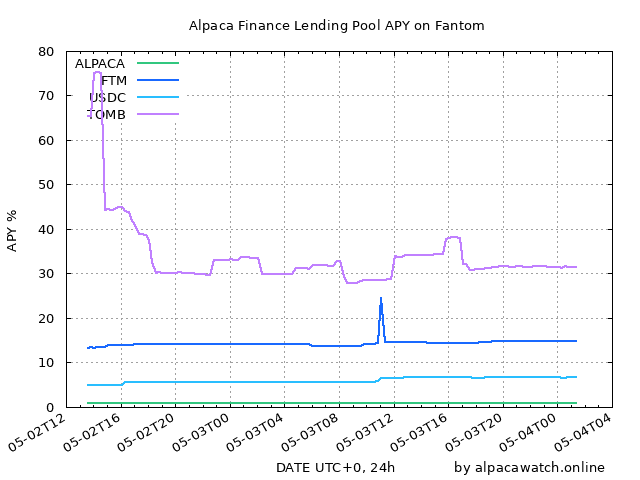 Alpaca Finance Lending Pool APY on Fantom
80
70
60
50
40
30
20
10
0
APY %
ALPACA
FTM
USDC
TOMB
05-02T12
05-02T16
05-02T20
05-03T00
05-03T04
05-03T08
05-03T12
05-03T16
05-03T20
05-04T00
05-04T04
DATE UTC+0, 24h
by alpacawatch.online